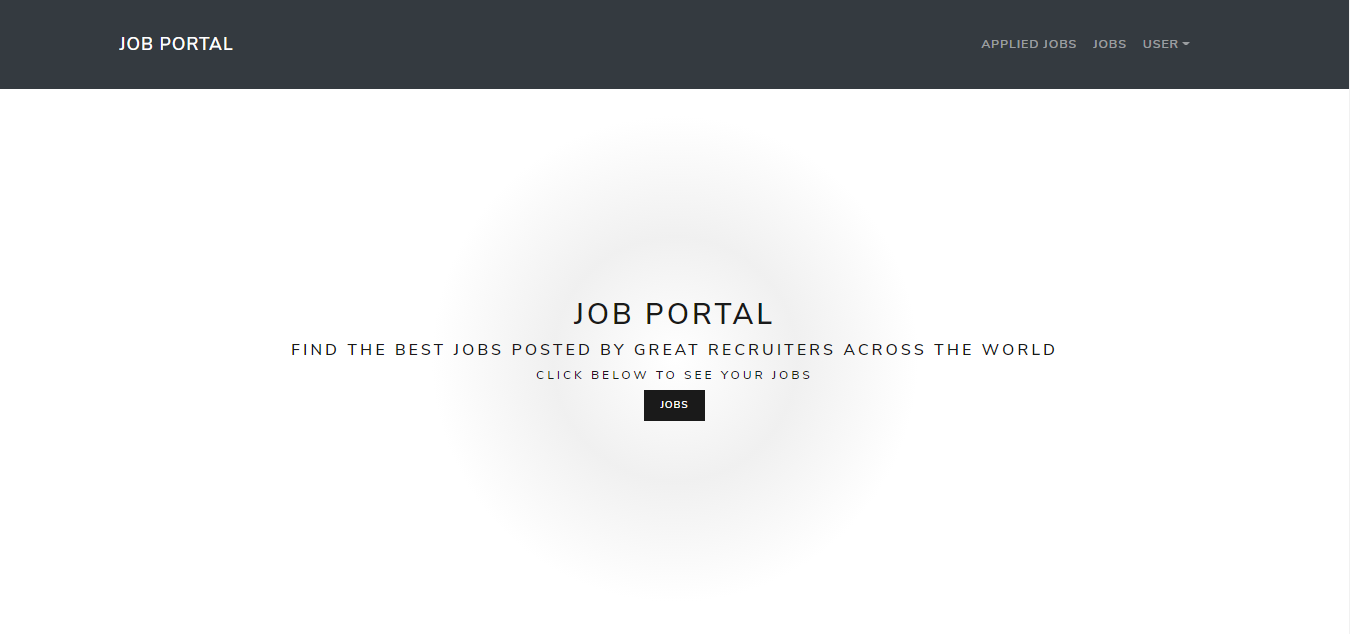 JOB PORTAL
APPLIED JOBS JOBS USER
JOB PORTAL
FIND THE BEST JOBS POSTED BY GREAT RECRUITERS ACROSS THE WORLD
CLICK BELOW TO SEE YOUR JOBS
JOBS